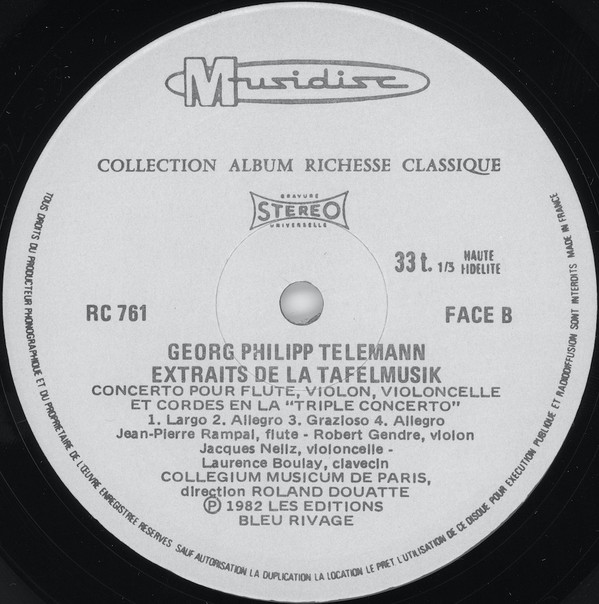 Musidisc
COLLECTION ALBUM RICHESSE CLASSIQUE
GRAVURE
STEREO
UNIVERSELLE
33 t. 1/3 HAUTE FIDELITE
RC 761
FACE B
GEORG PHILIPP TELEMANN
EXTRAITS DE LA TAFELMUSIK
CONCERTO POUR FLUTE, VIOLON, VIOLONCELLE
ET CORDES EN LA "TRIPLE CONCERTO"
1. Largo 2. Allegro 3. Grazioso 4. Allegro
Jean-Pierre Rampal, flute - Robert Gendre, violon
Jacques Neilz, violoncelle -
Laurence Boulay, clavecin
COLLEGIUM MUSICUM DE PARIS,
direction ROLAND DOUATTE
Ⓟ 1982 LES EDITIONS
BLEU RIVAGE
TOUS DROITS DU PRODUCTEUR PHONOGRAPHIQUE ET DU PROPRIETAIRE DE L'ŒUVRE ENREGISTREE RESERVES SAUF AUTORISATION LA DUPLICATION LA LOCATION LE PRET L'UTILISATION DE CE DISQUE POUR EXECUTION PUBLIQUE ET RADIODIFFUSION SONT INTERDITS MADE IN FRANCE